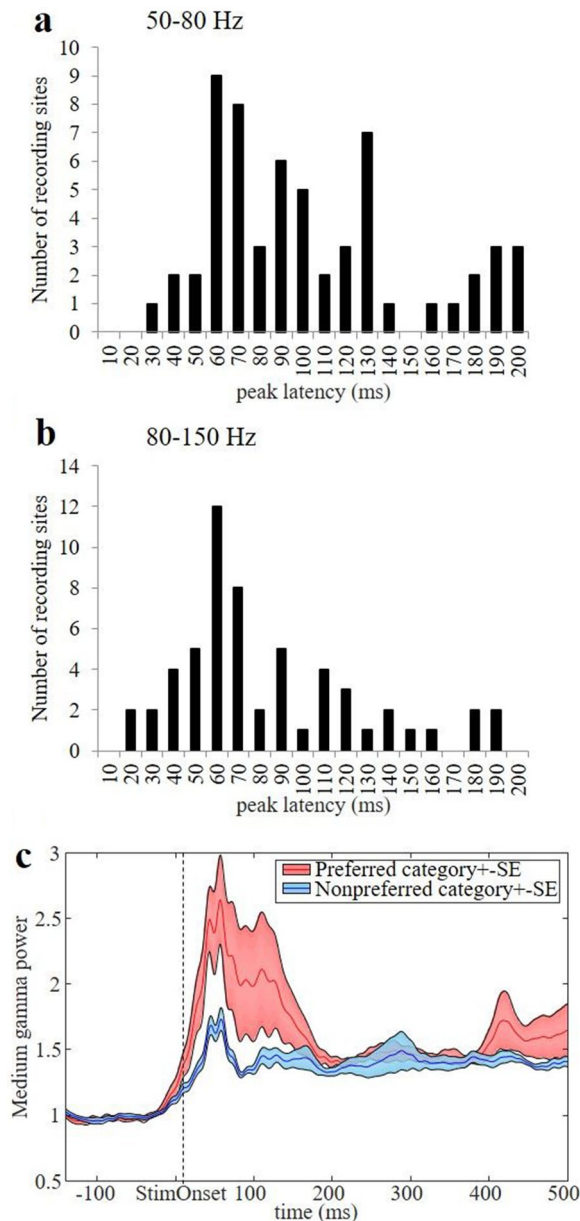 a
50-80 Hz
Number of recording sites
10
9
8
7
6
5
4
3
2
1
0
10 20 30 40 50 60 70 80 90 100 110 120 130 140 150 160 170 180 190 200
peak latency (ms)
b
80-150 Hz
Number of recording sites
14
12
10
8
6
4
2
0
10 20 30 40 50 60 70 80 90 100 110 120 130 140 150 160 170 180 190 200
peak latency (ms)
c
Preferred category+-SE
Nonpreferred category+-SE
Medium gamma power
3
2.5
2
1.5
1
0.5
-100 StimOnset 100 200 300 400 500
time (ms)